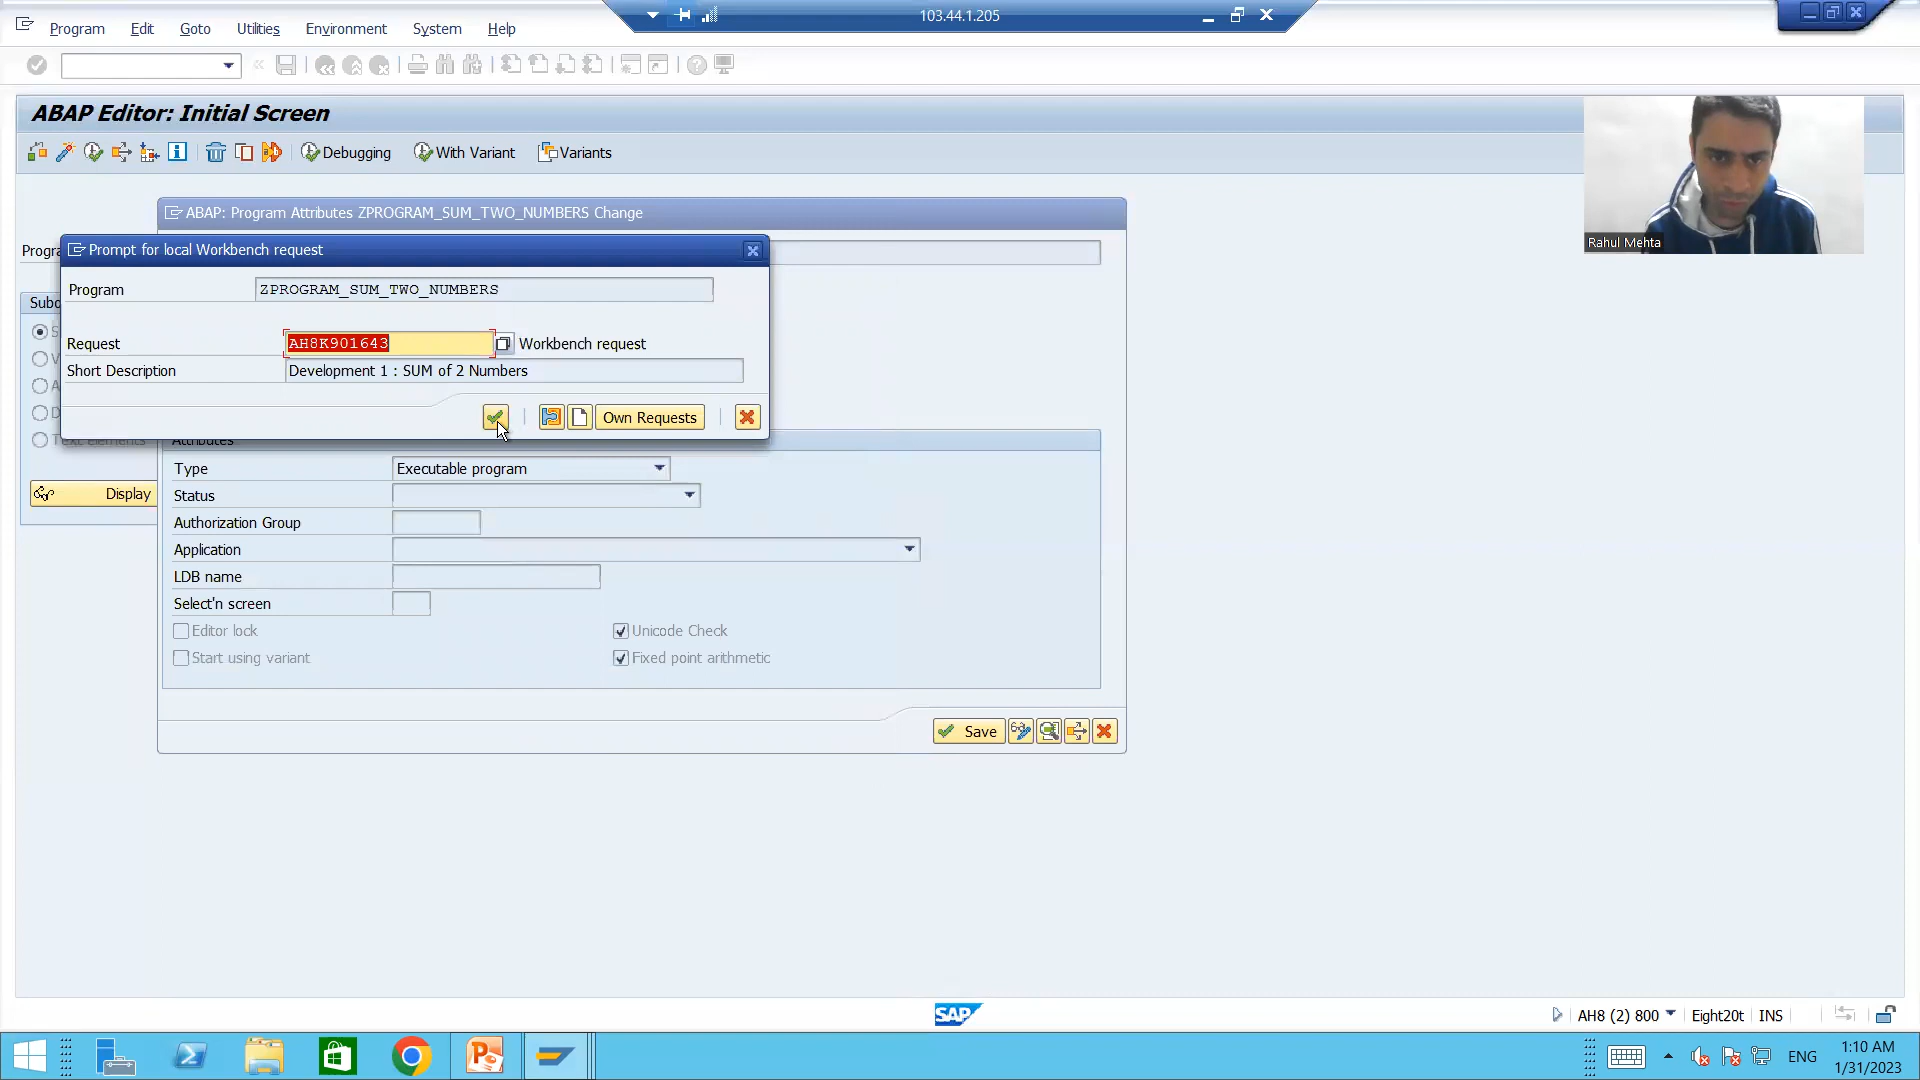 103.44.1.205
Program Edit Goto Utilities Environment System Help
ABAP Editor: Initial Screen
Debugging With Variant Variants
ABAP: Program Attributes ZPROGRAM_SUM_TWO_NUMBERS Change
Progra
Prompt for local Workbench request
Program ZPROGRAM_SUM_TWO_NUMBERS
Request AH8K901643 Workbench request
Short Description Development 1 : SUM of 2 Numbers
Own Requests
Rahul Mehta
Type Executable program
Status
Authorization Group
Application
LDB name
Select'n screen
Editor lock Unicode Check
Start using variant Fixed point arithmetic
Display
Save
SAP
AH8 (2) 800 Eight20t INS
ENG
1:10 AM
1/31/2023